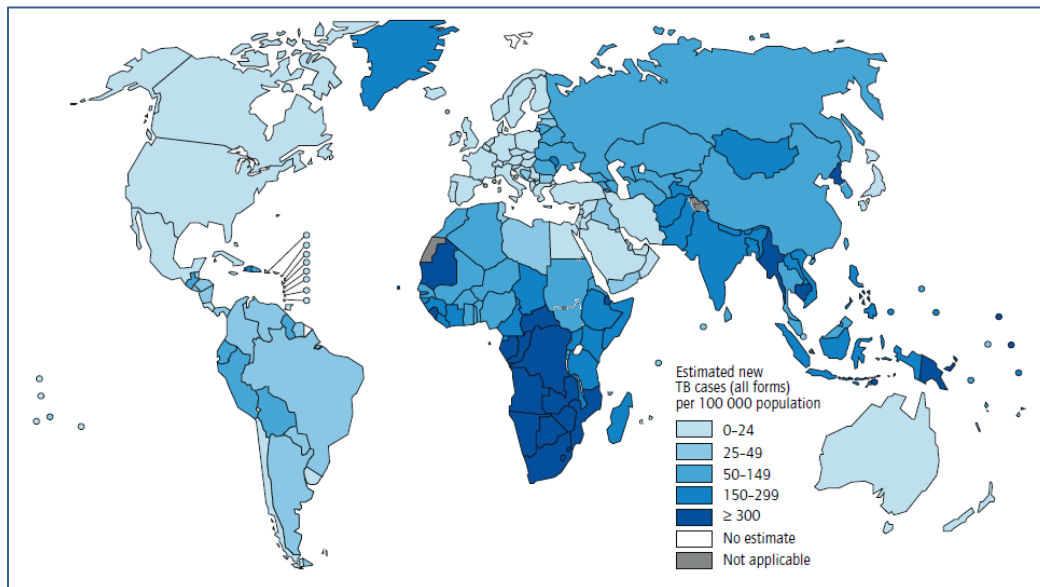 Estimated new
TB cases (all forms)
per 100 000 population
0–24
25–49
50–149
150–299
≥ 300
No estimate
Not applicable